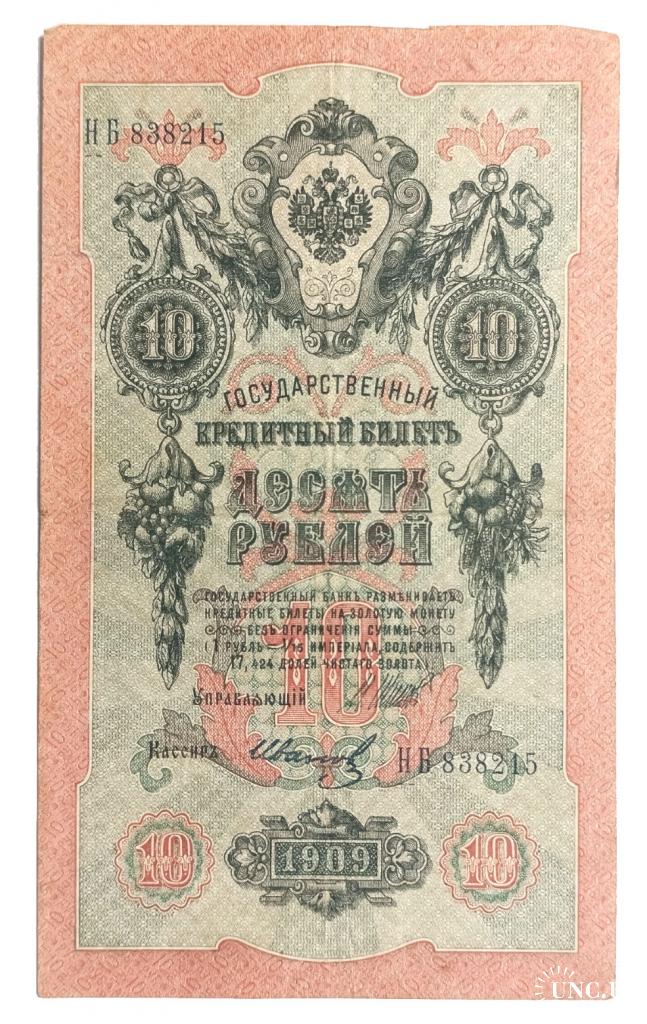 НБ 838215
10 10
ГОСУДАРСТВЕННЫЙ
КРЕДИТНЫЙ БИЛЕТЪ
ДЕСЯТЬ
РУБЛЕЙ
ГОСУДАРСТВЕННЫЙ БАНКЪ РАЗМѢНИВАЕТЪ
КРЕДИТНЫЕ БИЛЕТЫ НА ЗОЛОТУЮ МОНЕТУ
БЕЗЪ ОГРАНИЧЕНІЯ СУММЫ
(1 РУБЛЬ = 1/15 ИМПЕРІАЛА, СОДЕРЖИТЪ
17,424 ДОЛЕЙ ЧИСТАГО ЗОЛОТА)
10
УПРАВЛЯЮЩІЙ
Кассиръ Иванов
НБ 838215
10 1909 10
UNC.